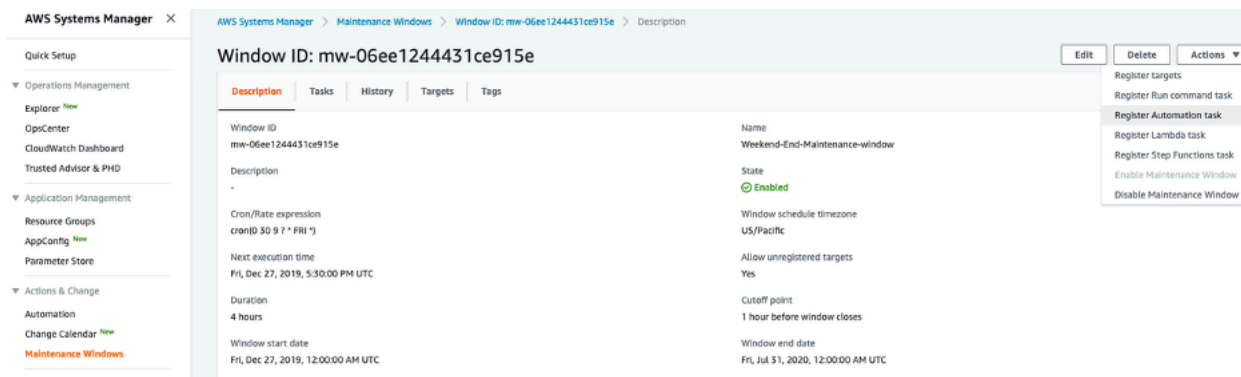 AWS Systems Manager ×
Quick Setup
Operations Management
Explorer New
OpsCenter
CloudWatch Dashboard
Trusted Advisor & PHD
Application Management
Resource Groups
AppConfig New
Parameter Store
Actions & Change
Automation
Change Calendar New
Maintenance Windows
AWS Systems Manager > Maintenance Windows > Window ID: mw-06ee1244431ce915e > Description
Window ID: mw-06ee1244431ce915e
Edit Delete Actions ▼
Register targets
Register Run command task
Register Automation task
Register Lambda task
Register Step Functions task
Enable Maintenance Window
Disable Maintenance Window
Description Tasks History Targets Tags
Window ID
mw-06ee1244431ce915e
Name
Weekend-End-Maintenance-window
Description
-
State
Enabled
Cron/Rate expression
cron(0 30 9 ? * FRI *)
Window schedule timezone
US/Pacific
Next execution time
Fri, Dec 27, 2019, 5:30:00 PM UTC
Allow unregistered targets
Yes
Duration
4 hours
Cutoff point
1 hour before window closes
Window start date
Fri, Dec 27, 2019, 12:00:00 AM UTC
Window end date
Fri, Jul 31, 2020, 12:00:00 AM UTC